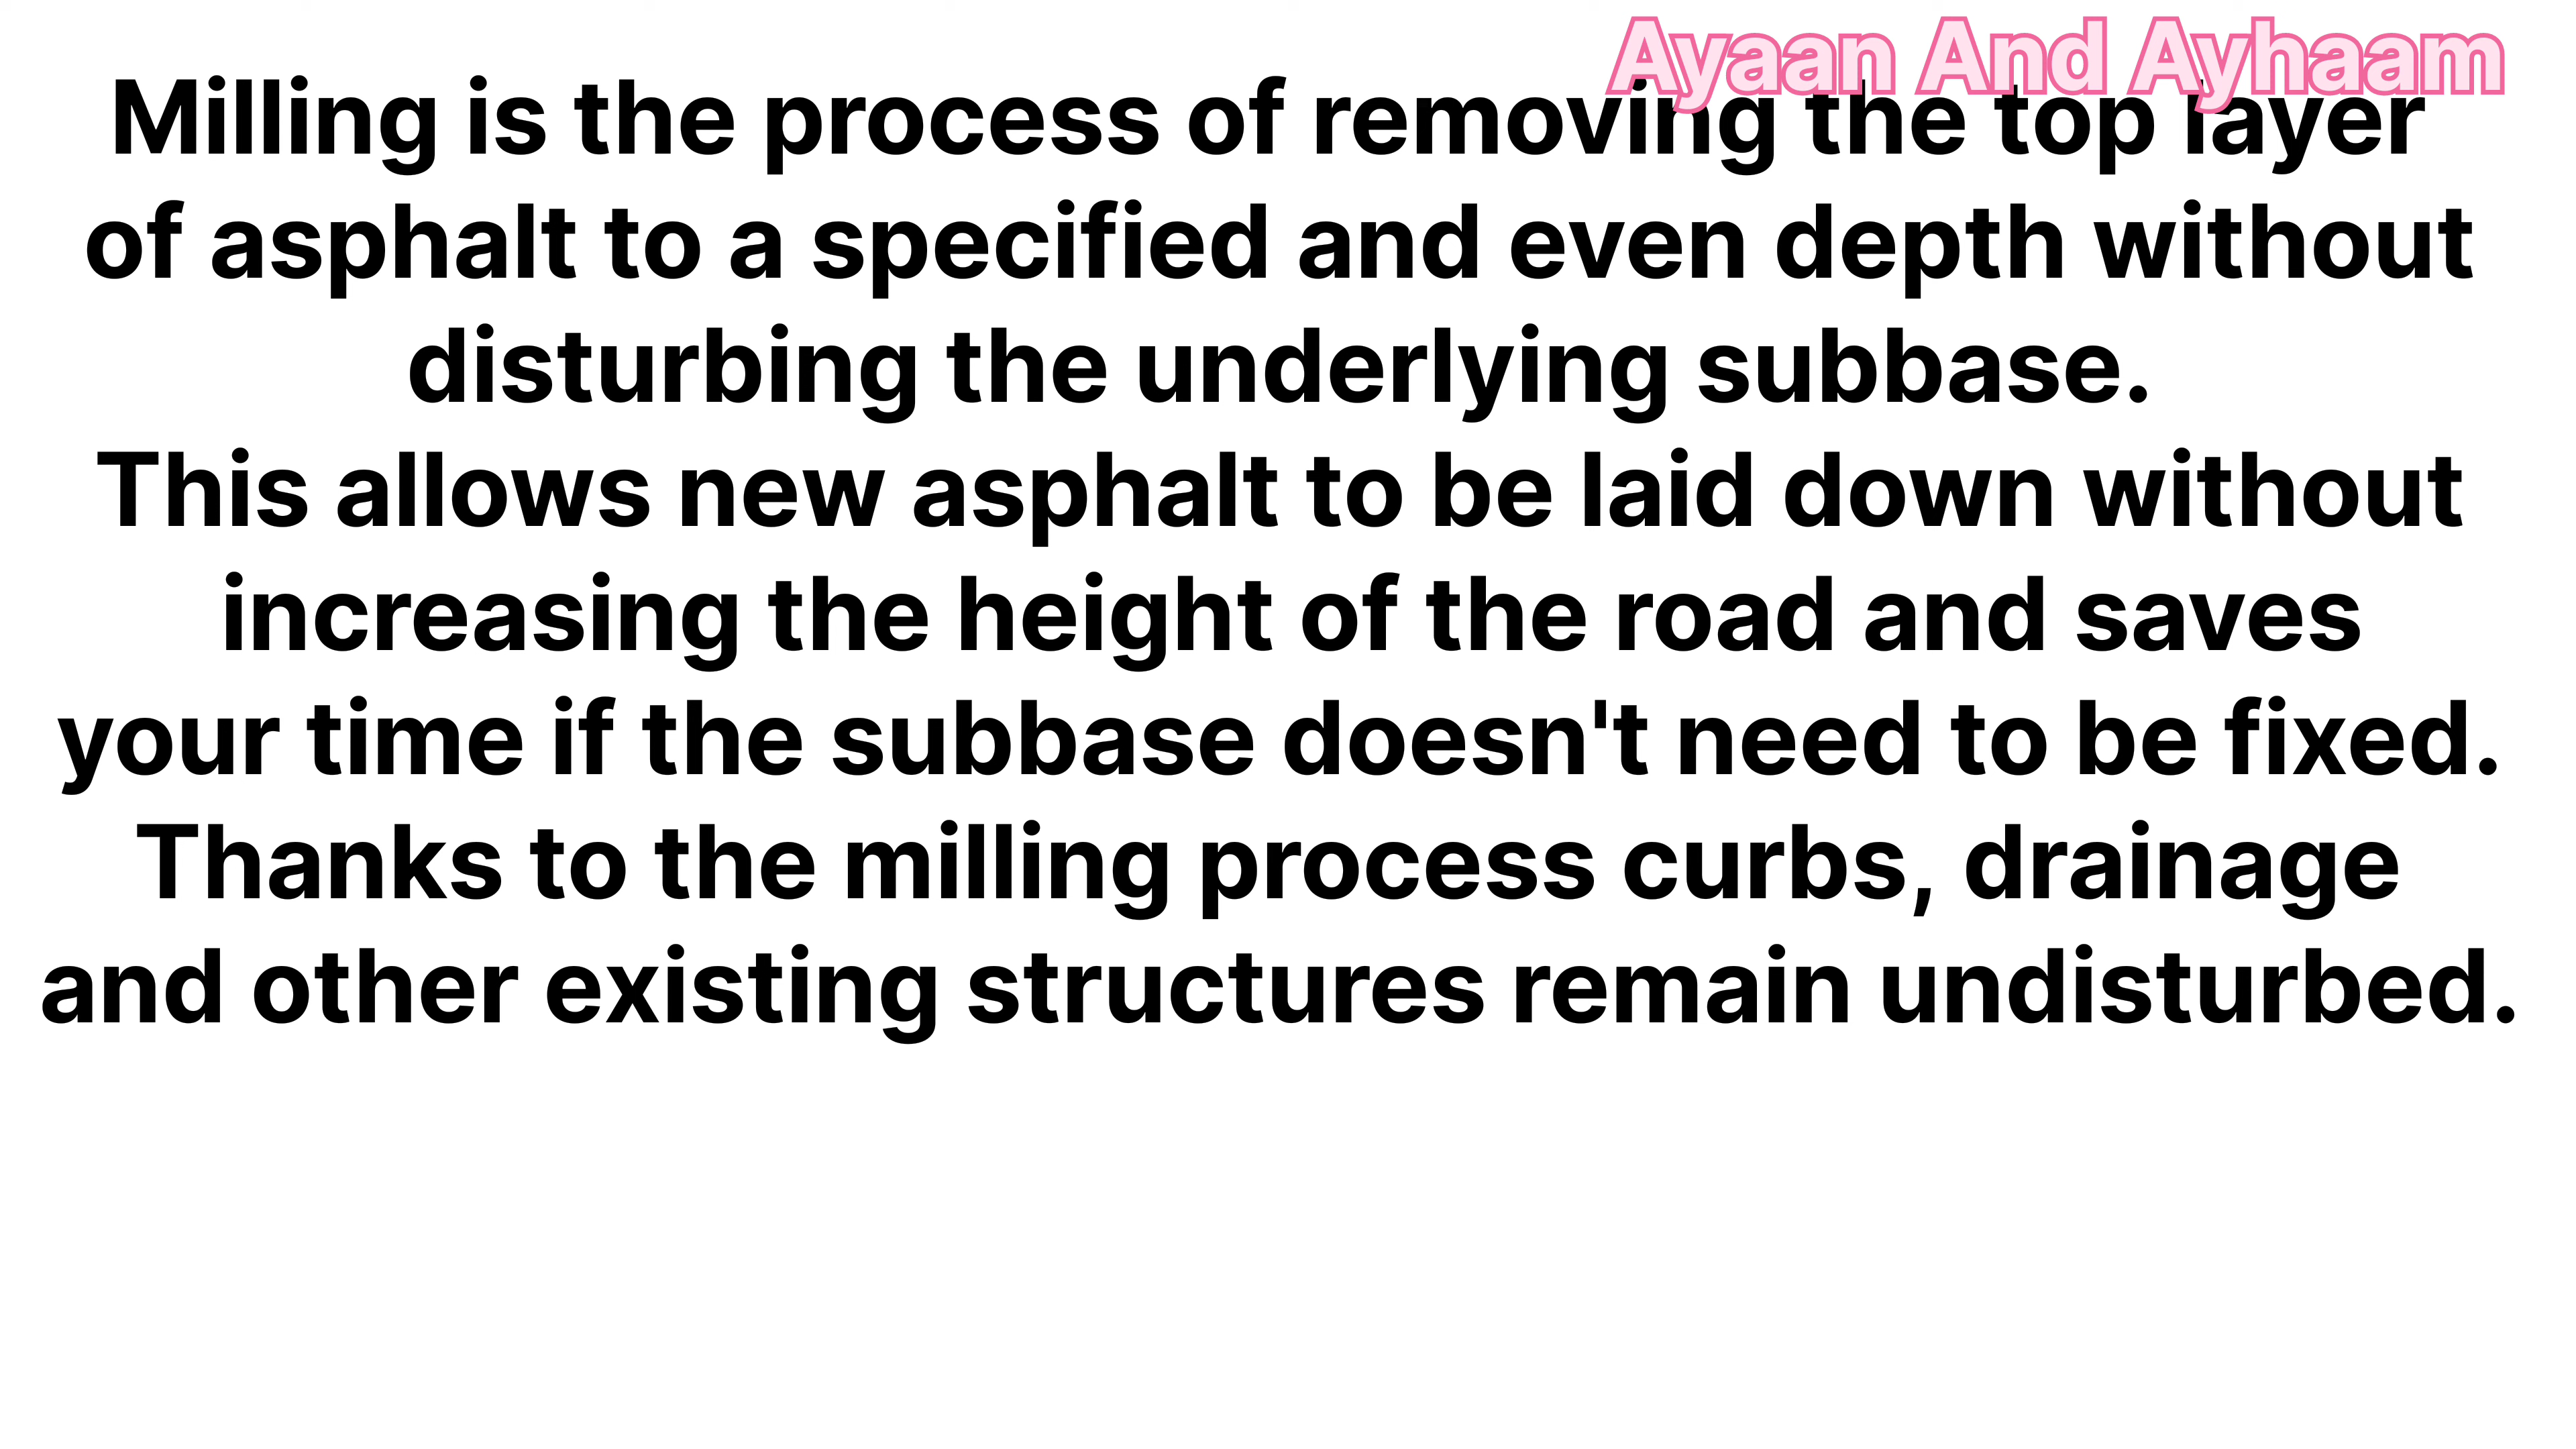 Ayaan And Ayhaam
Milling is the process of removing the top layer
of asphalt to a specified and even depth without
disturbing the underlying subbase.
This allows new asphalt to be laid down without
increasing the height of the road and saves
your time if the subbase doesn't need to be fixed.
Thanks to the milling process curbs, drainage
and other existing structures remain undisturbed.